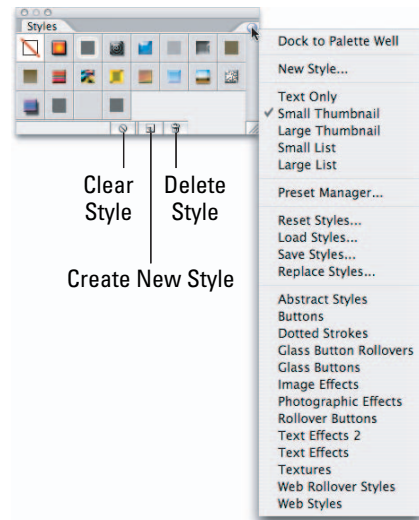 Styles
Clear
Style
Delete
Style
Create New Style
Dock to Palette Well
New Style...
Text Only
✓ Small Thumbnail
Large Thumbnail
Small List
Large List
Preset Manager...
Reset Styles...
Load Styles...
Save Styles...
Replace Styles...
Abstract Styles
Buttons
Dotted Strokes
Glass Button Rollovers
Glass Buttons
Image Effects
Photographic Effects
Rollover Buttons
Text Effects 2
Text Effects
Textures
Web Rollover Styles
Web Styles